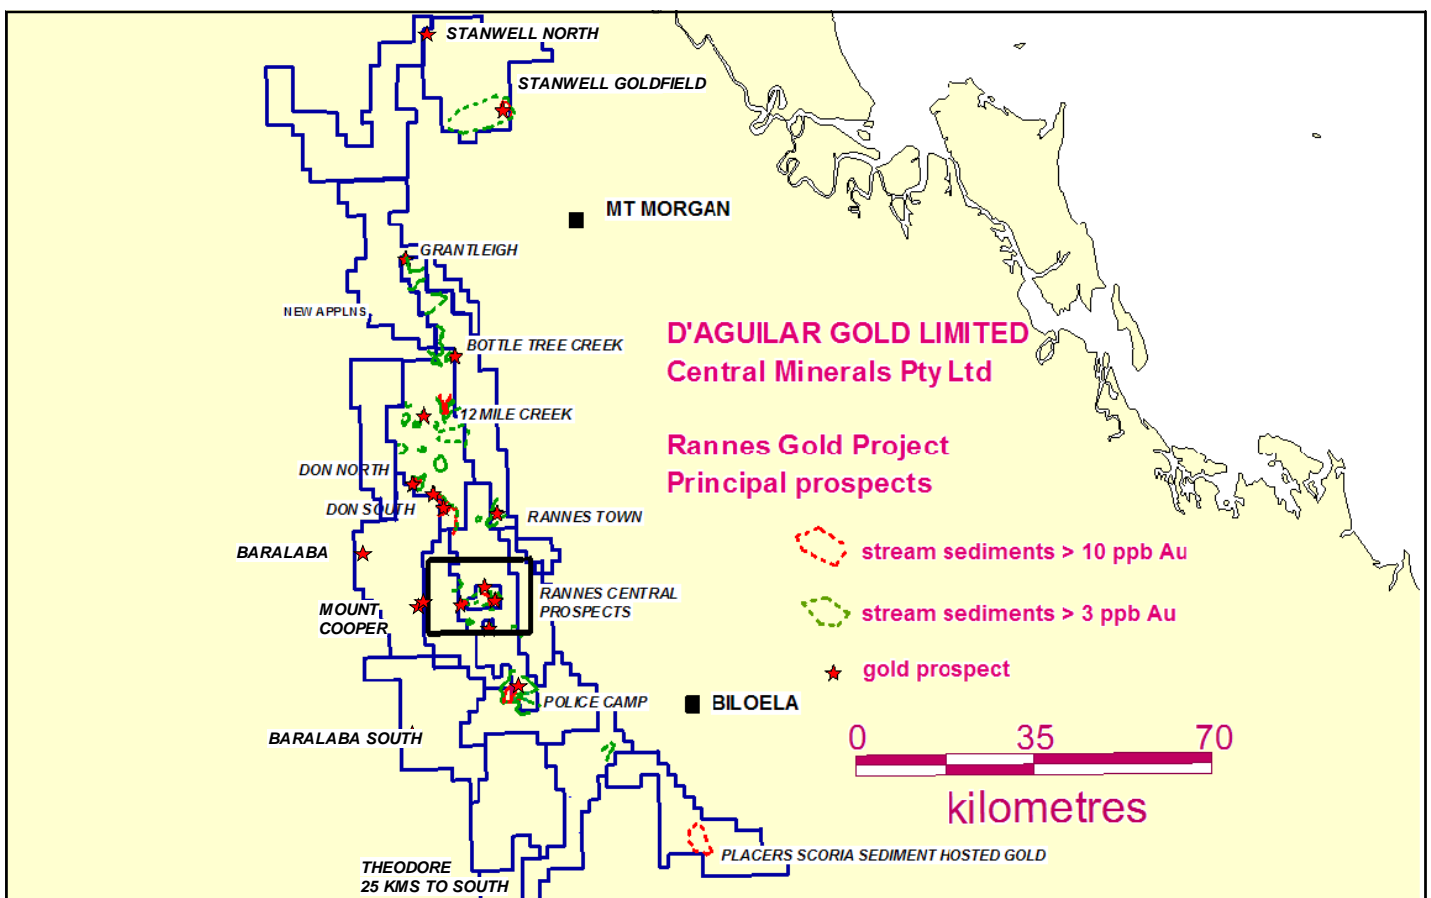 STANWELL NORTH
STANWELL GOLDFIELD
MT MORGAN
GRANTLEIGH
NEW APPLNS
BOTTLE TREE CREEK
D'AGUILAR GOLD LIMITED
Central Minerals Pty Ltd
12 MILE CREEK
Rannes Gold Project
Principal prospects
DON NORTH
DON SOUTH
RANNES TOWN
BARALABA
stream sediments > 10 ppb Au
RANNES CENTRAL
PROSPECTS
MOUNT
COOPER
stream sediments > 3 ppb Au
gold prospect
POLICE CAMP
BILOELA
BARALABA SOUTH
0 35 70
kilometres
PLACERS SCORIA SEDIMENT HOSTED GOLD
THEODORE
25 KMS TO SOUTH